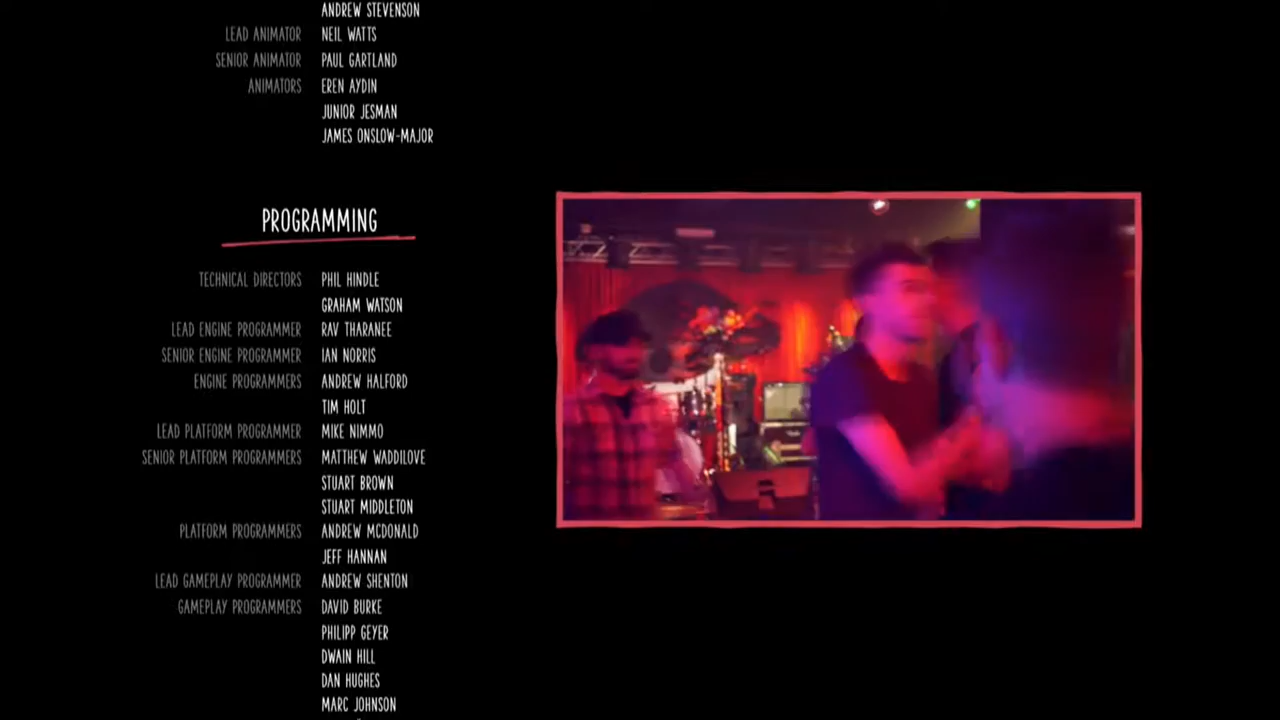 ANDREW STEVENSON
LEAD ANIMATOR NEIL WATTS
SENIOR ANIMATOR PAUL GARTLAND
ANIMATORS EREN AYDIN
JUNIOR JESMAN
JAMES ONSLOW-MAJOR
PROGRAMMING
TECHNICAL DIRECTORS PHIL HINDLE
GRAHAM WATSON
LEAD ENGINE PROGRAMMER RAV THARANEE
SENIOR ENGINE PROGRAMMER IAN NORRIS
ENGINE PROGRAMMERS ANDREW HALFORD
TIM HOLT
LEAD PLATFORM PROGRAMMER MIKE NIMMO
SENIOR PLATFORM PROGRAMMERS MATTHEW WADDILOVE
STUART BROWN
STUART MIDDLETON
PLATFORM PROGRAMMERS ANDREW MCDONALD
JEFF HANNAN
LEAD GAMEPLAY PROGRAMMER ANDREW SHENTON
GAMEPLAY PROGRAMMERS DAVID BURKE
PHILIPP GEYER
DWAIN HILL
DAN HUGHES
MARC JOHNSON